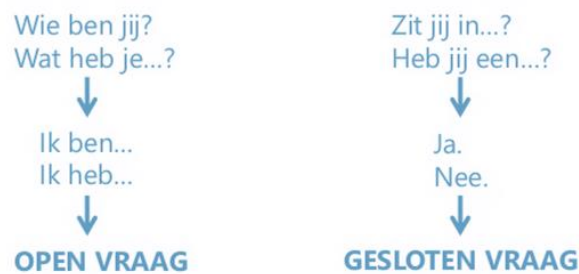 Wie ben jij?
Wat heb je...?
Ik ben...
Ik heb...
OPEN VRAAG
Zit jij in...?
Heb jij een...?
Ja.
Nee.
GESLOTEN VRAAG